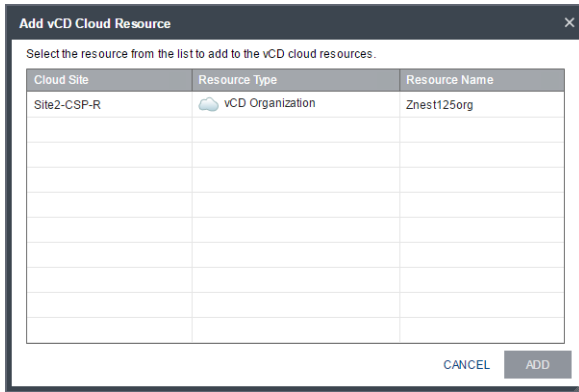 Add vCD Cloud Resource
Select the resource from the list to add to the vCD cloud resources.
Cloud Site Resource Type Resource Name
Site2-CSP-R vCD Organization Znest125org
CANCEL ADD